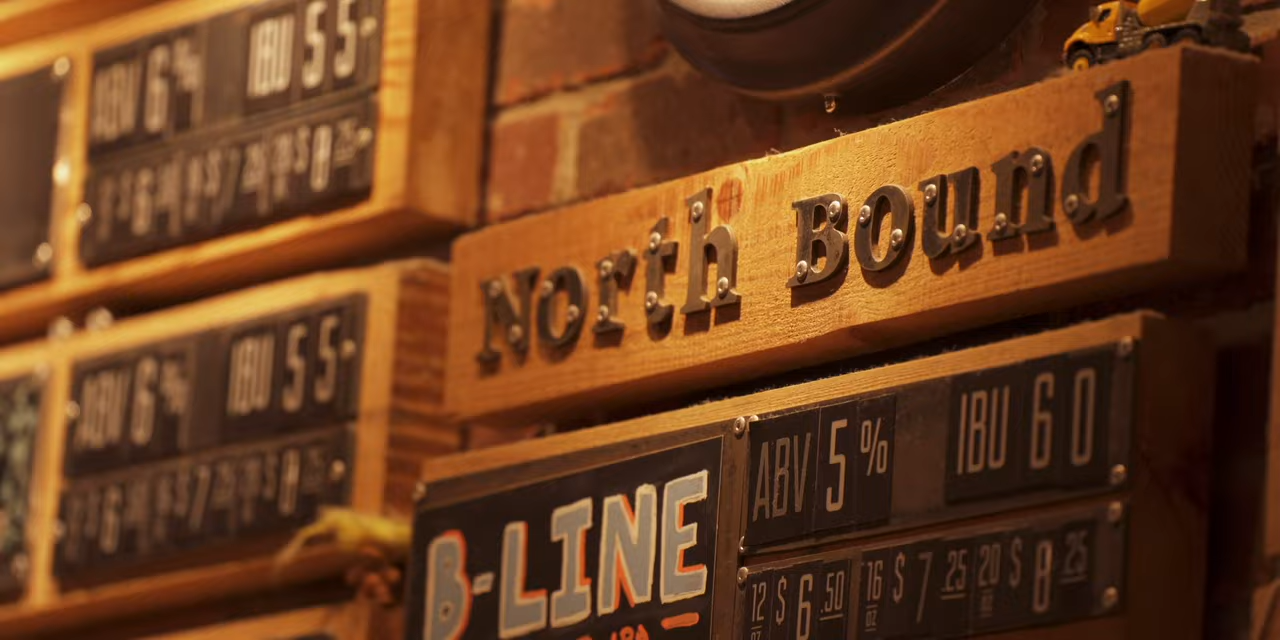 ABV 6%
IBU 55
North Bound
ABV 6%
IBU 55
B-LINE
IPA
ABV 5%
IBU 60
12 oz $6.50 16 oz $7.25 20 $8.25